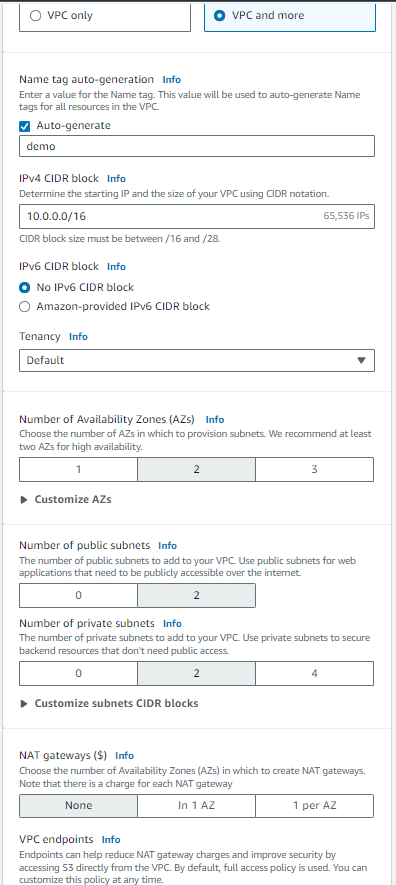 VPC only
VPC and more
Name tag auto-generation Info
Enter a value for the Name tag. This value will be used to auto-generate Name
tags for all resources in the VPC.
Auto-generate
demo
IPv4 CIDR block Info
Determine the starting IP and the size of your VPC using CIDR notation.
10.0.0.0/16 65,536 IPs
CIDR block size must be between /16 and /28.
IPv6 CIDR block Info
No IPv6 CIDR block
Amazon-provided IPv6 CIDR block
Tenancy Info
Default
Number of Availability Zones (AZs) Info
Choose the number of AZs in which to provision subnets. We recommend at least
two AZs for high availability.
1 2 3
Customize AZs
Number of public subnets Info
The number of public subnets to add to your VPC. Use public subnets for web
applications that need to be publicly accessible over the internet.
0 2
Number of private subnets Info
The number of private subnets to add to your VPC. Use private subnets to secure
backend resources that don't need public access.
0 2 4
Customize subnets CIDR blocks
NAT gateways ($) Info
Choose the number of Availability Zones (AZs) in which to create NAT gateways.
Note that there is a charge for each NAT gateway
None In 1 AZ 1 per AZ
VPC endpoints Info
Endpoints can help reduce NAT gateway charges and improve security by
accessing S3 directly from the VPC. By default, full access policy is used. You can
customize this policy at any time.